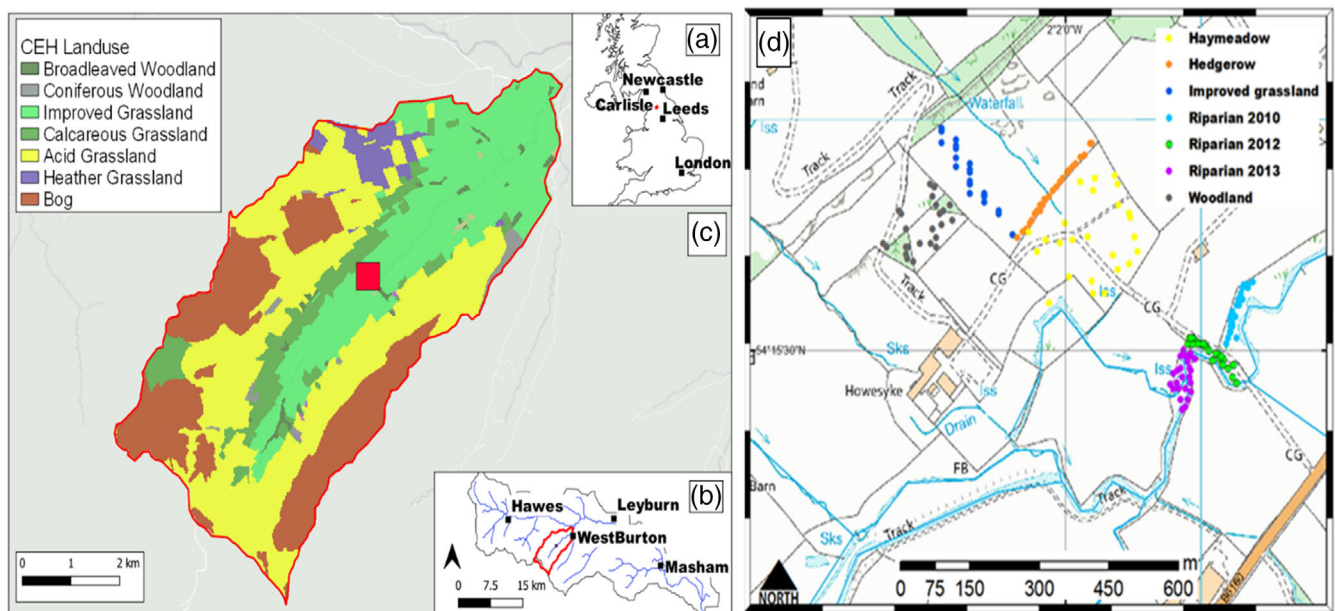 CEH Landuse
Broadleaved Woodland
Coniferous Woodland
Improved Grassland
Calcareous Grassland
Acid Grassland
Heather Grassland
Bog
0 1 2 km
(a)
Newcastle
Carlisle
Leeds
London
(c)
(b)
Hawes
Leyburn
WestBurton
Masham
0 7.5 15 km
(d)
2°2'0"W
Haymeadow
Hedgerow
Improved grassland
Riparian 2010
Riparian 2012
Riparian 2013
Woodland
Track
Waterfall
Iss
Track
Track
CG
Iss
CG
54°15'30"N
Sks
Iss
Howesyke
Iss
Drain
FB
CG
Barn
Track
Track
Sks
m
0 75 150 300 450 600
NORTH